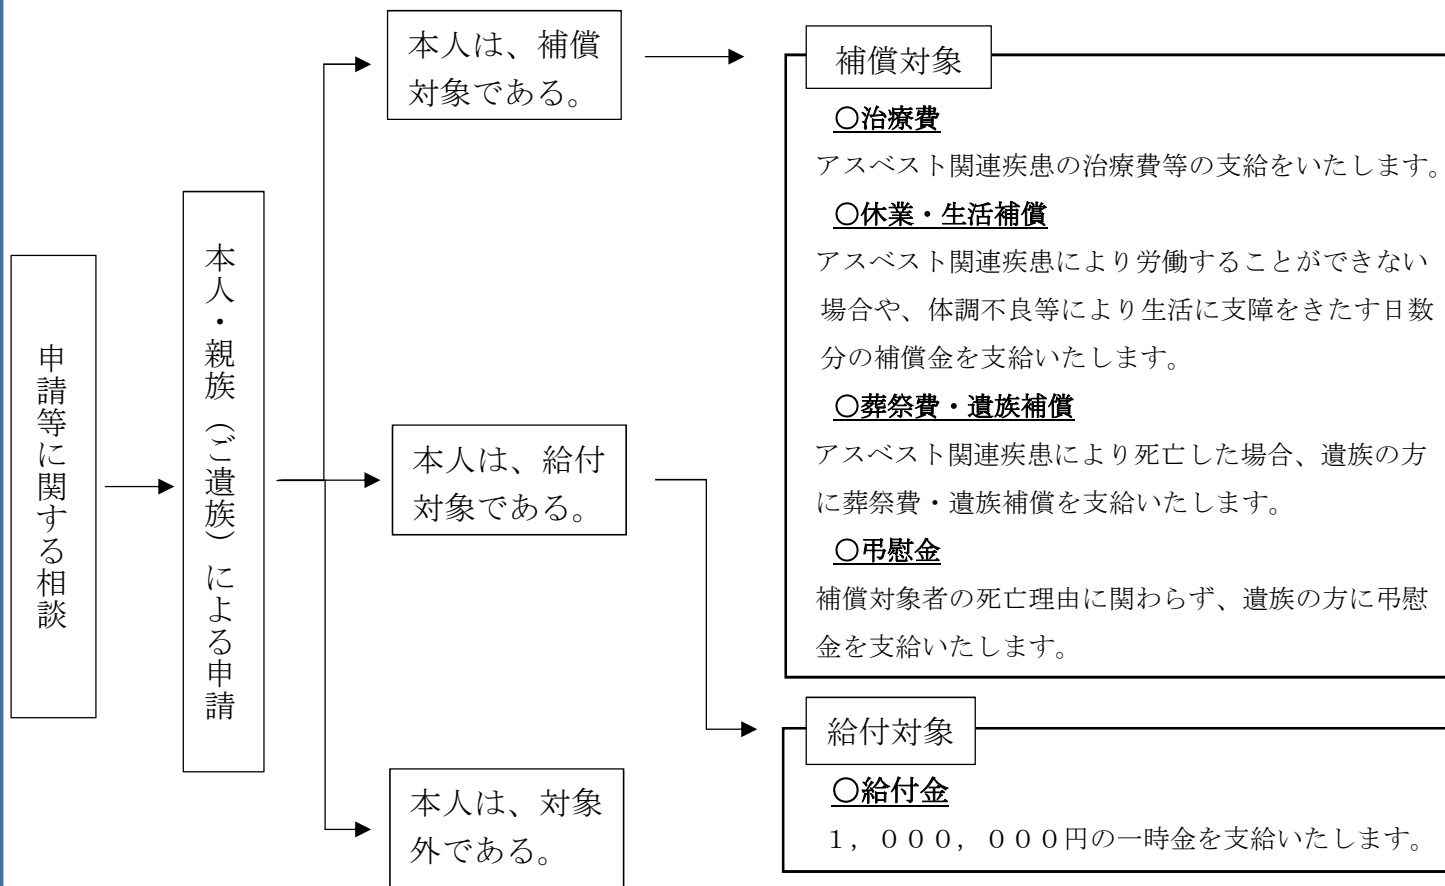 申請等に関する相談
本人・親族（ご遺族）による申請
本人は、補償
対象である。
本人は、給付
対象である。
本人は、対象
外である。
補償対象
〇治療費
アスベスト関連疾患の治療費等の支給をいたします。
〇休業・生活補償
アスベスト関連疾患により労働することができない
場合や、体調不良等により生活に支障をきたす日数
分の補償金を支給いたします。
〇葬祭費・遺族補償
アスベスト関連疾患により死亡した場合、遺族の方
に葬祭費・遺族補償を支給いたします。
〇弔慰金
補償対象者の死亡理由に関わらず、遺族の方に弔慰
金を支給いたします。
給付対象
〇給付金
１，０００，０００円の一時金を支給いたします。